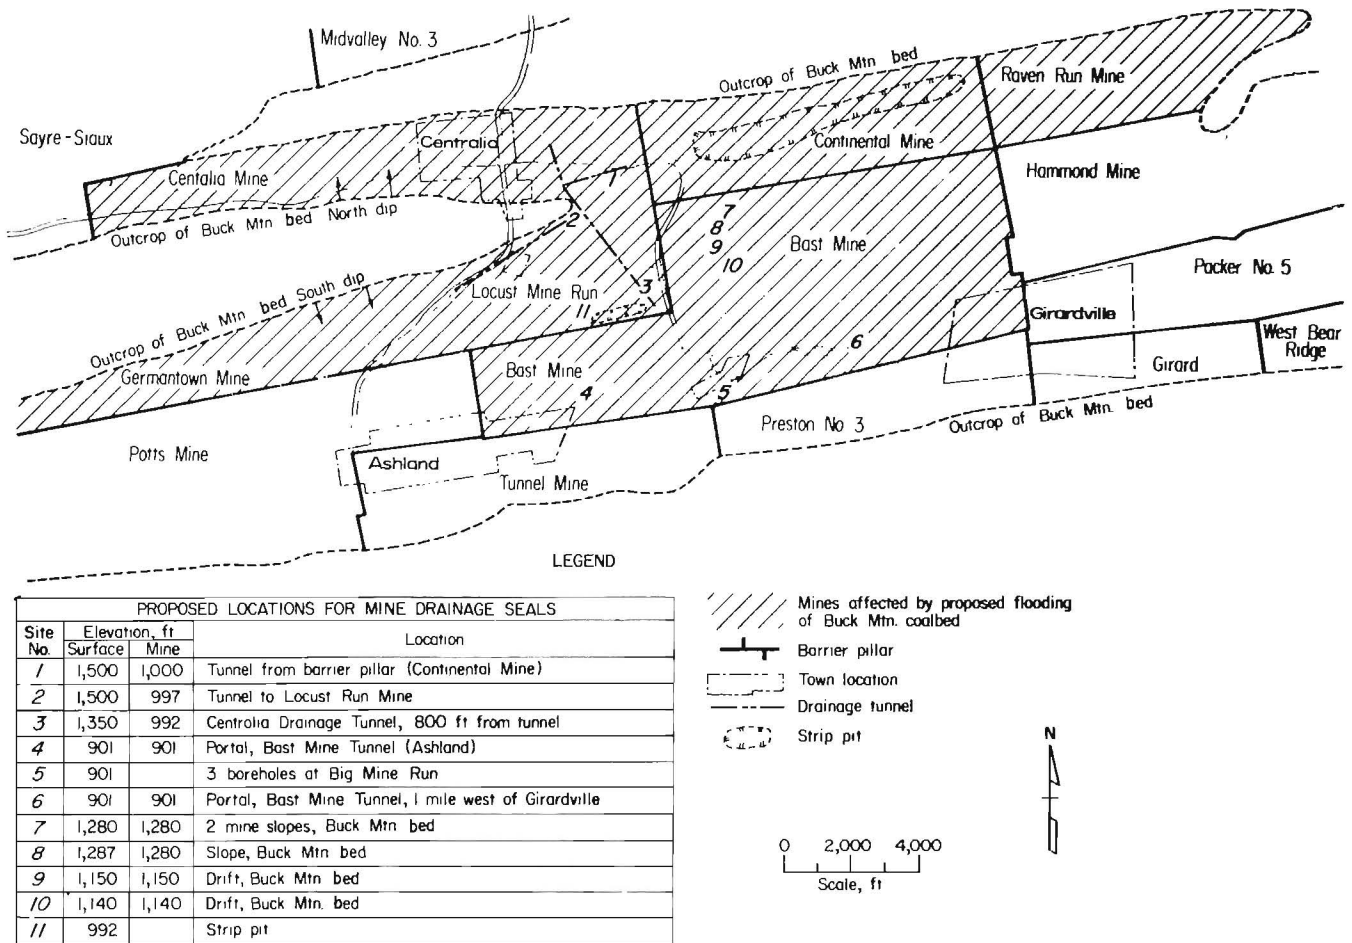 Midvalley No. 3
Outcrop of Buck Mtn bed
Raven Run Mine
Sayre-Siaux
Centralia
Continental Mine
Hammond Mine
Centalia Mine
1
Outcrop of Buck Mtn bed North dip
2
7
8
9
10
Bast Mine
Packer No. 5
Outcrop of Buck Mtn bed South dip
Locust Mine Run
3
11
Girardville
West Bear
Ridge
Germantown Mine
Bast Mine
6
Girard
4
5
Preston No 3
Outcrop of Buck Mtn. bed
Potts Mine
Ashland
Tunnel Mine
LEGEND
PROPOSED LOCATIONS FOR MINE DRAINAGE SEALS
Site No. Elevation, ft Location
Surface Mine
1 1,500 1,000 Tunnel from barrier pillar (Continental Mine)
2 1,500 997 Tunnel to Locust Run Mine
3 1,350 992 Centrolia Drainage Tunnel, 800 ft from tunnel
4 901 901 Portal, Bast Mine Tunnel (Ashland)
5 901 3 boreholes at Big Mine Run
6 901 901 Portal, Bast Mine Tunnel, 1 mile west of Girardville
7 1,280 1,280 2 mine slopes, Buck Mtn bed
8 1,287 1,280 Slope, Buck Mtn bed
9 1,150 1,150 Drift, Buck Mtn bed
10 1,140 1,140 Drift, Buck Mtn. bed
11 992 Strip pit
Mines affected by proposed flooding
of Buck Mtn. coalbed
Barrier pillar
Town location
Drainage tunnel
Strip pit
N
0 2,000 4,000
Scale, ft